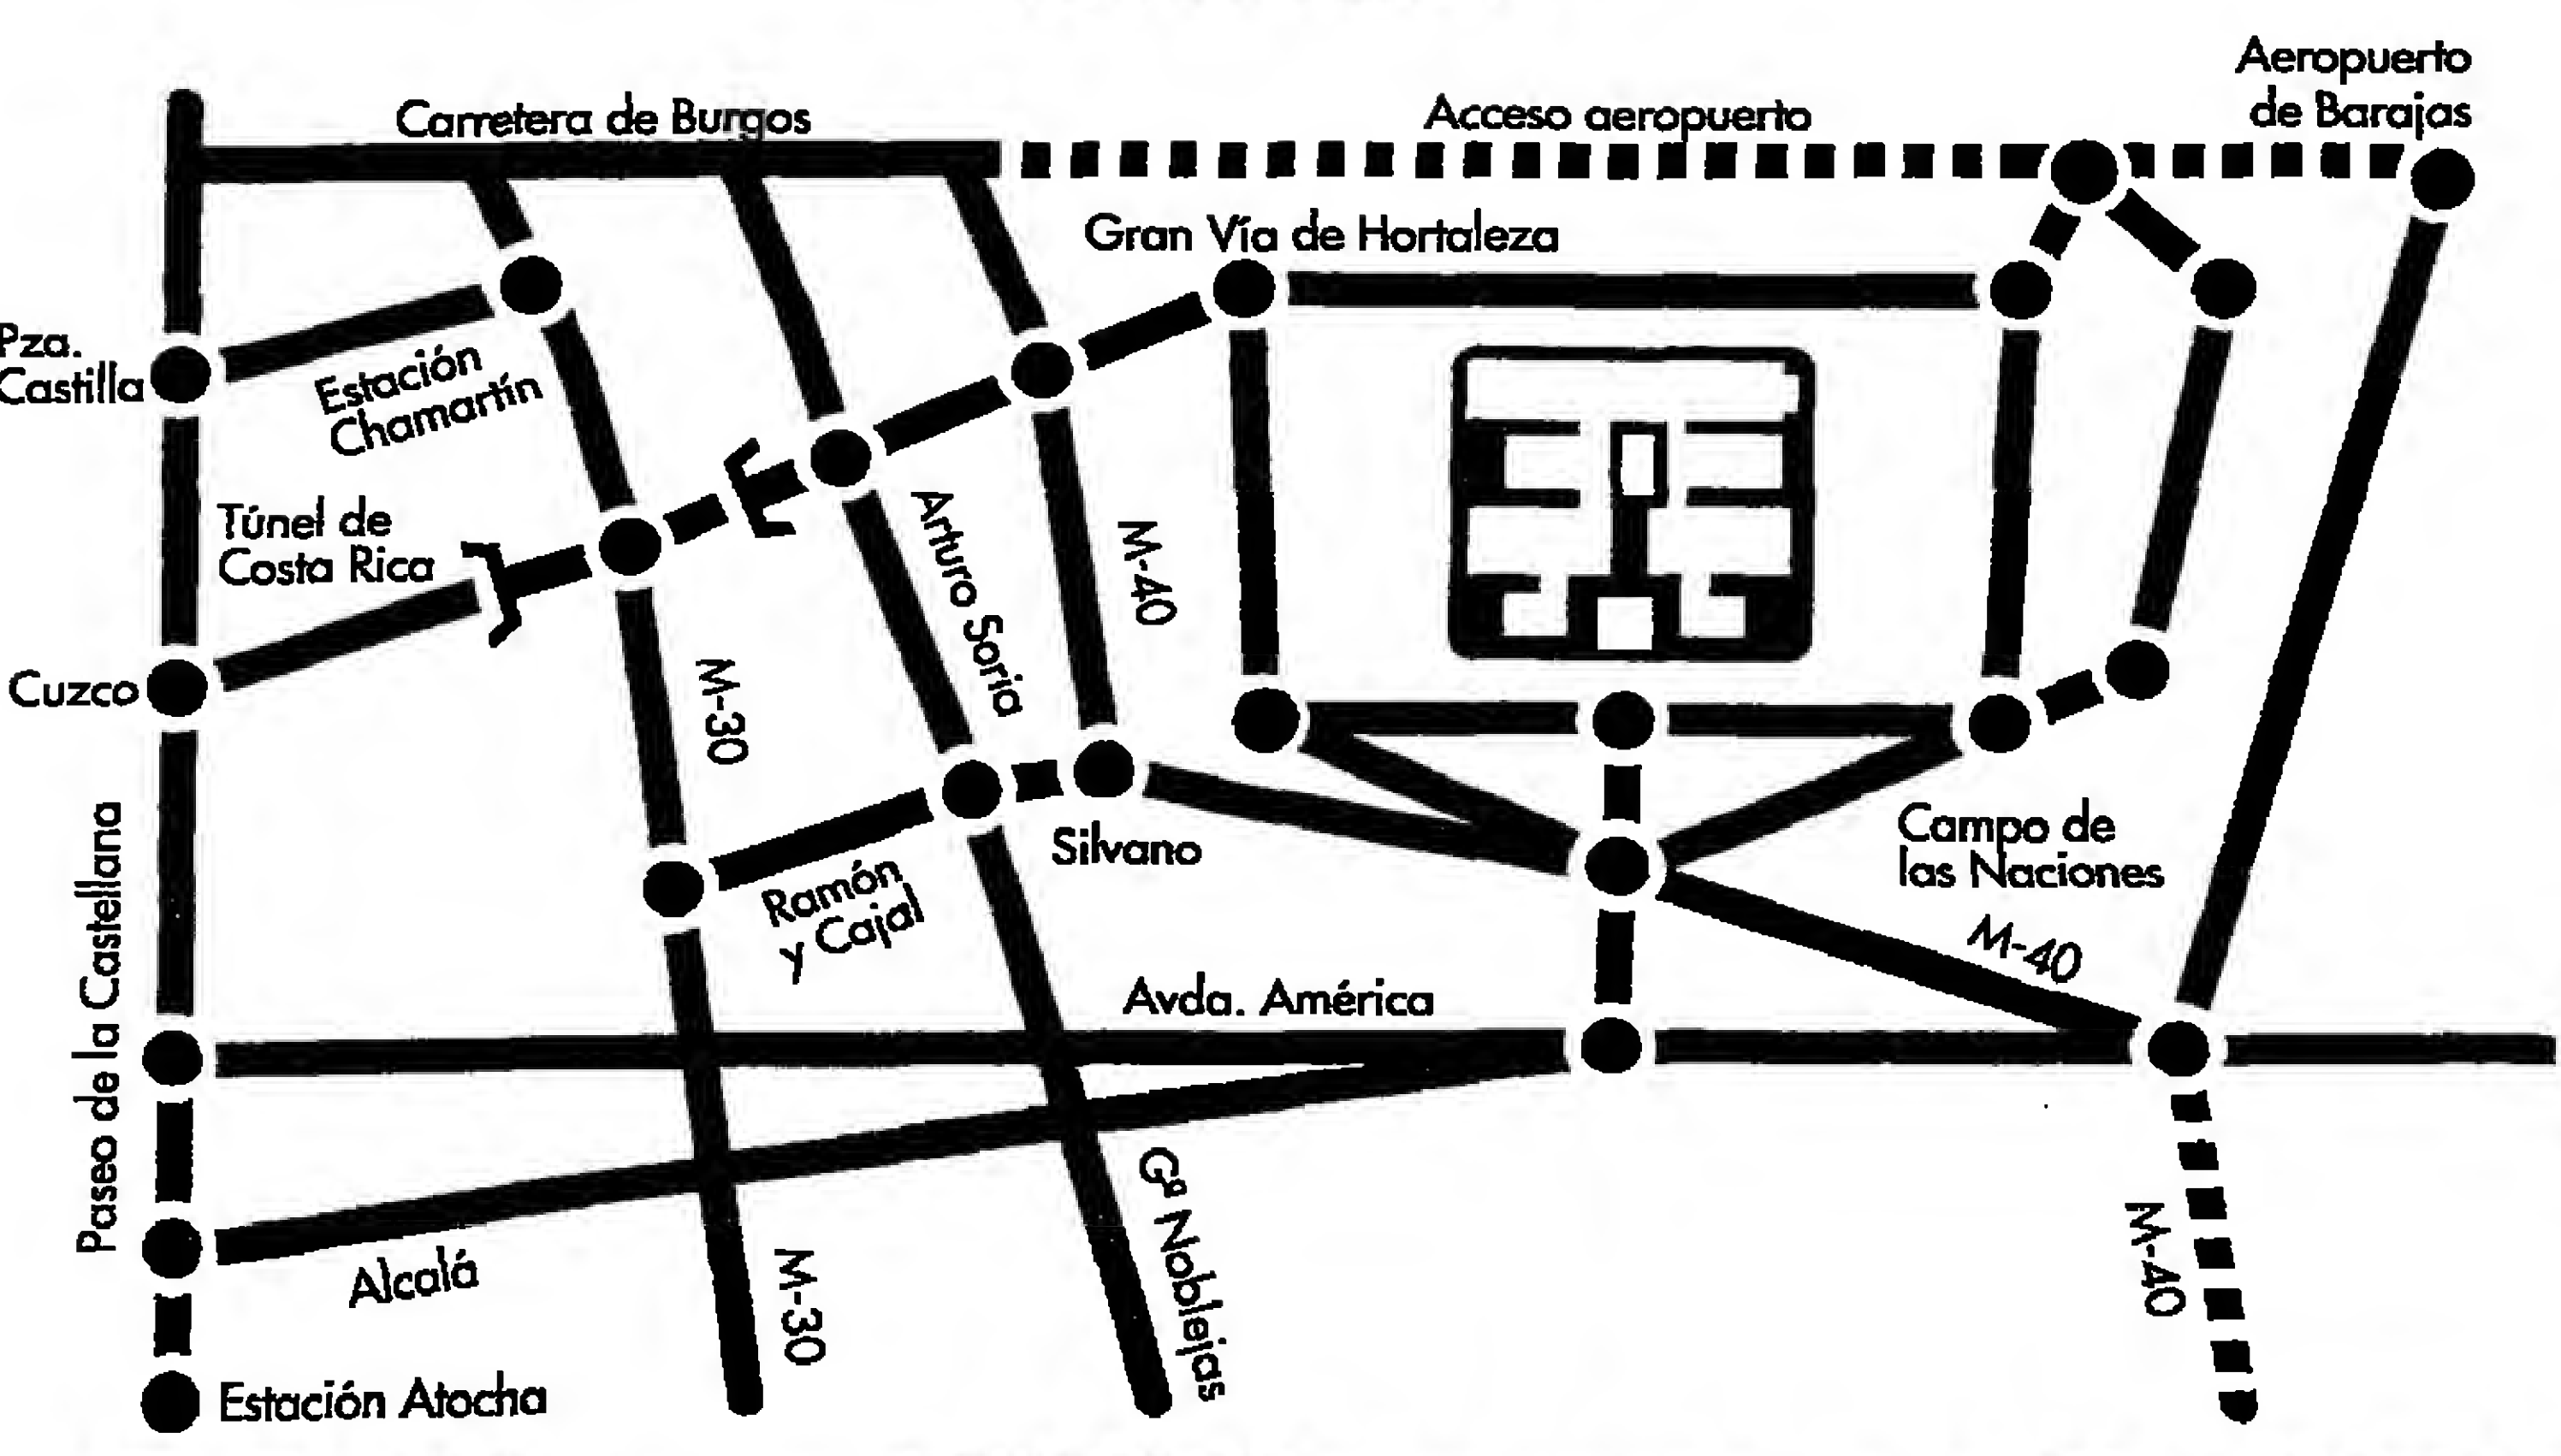 Aeropuerto
de Barajas
Carretera de Burgos
Acceso aeropuerto
Gran Vía de Hortaleza
Pza.
Castilla
Estación
Chamartín
Túnel de
Costa Rica
Arturo Soria
M-40
Cuzco
M-30
Silvano
Campo de
las Naciones
Ramón
y Cajal
M-40
Paseo de la Castellana
Avda. América
Alcalá
M-30
Gª Noblejas
M-40
Estación Atocha